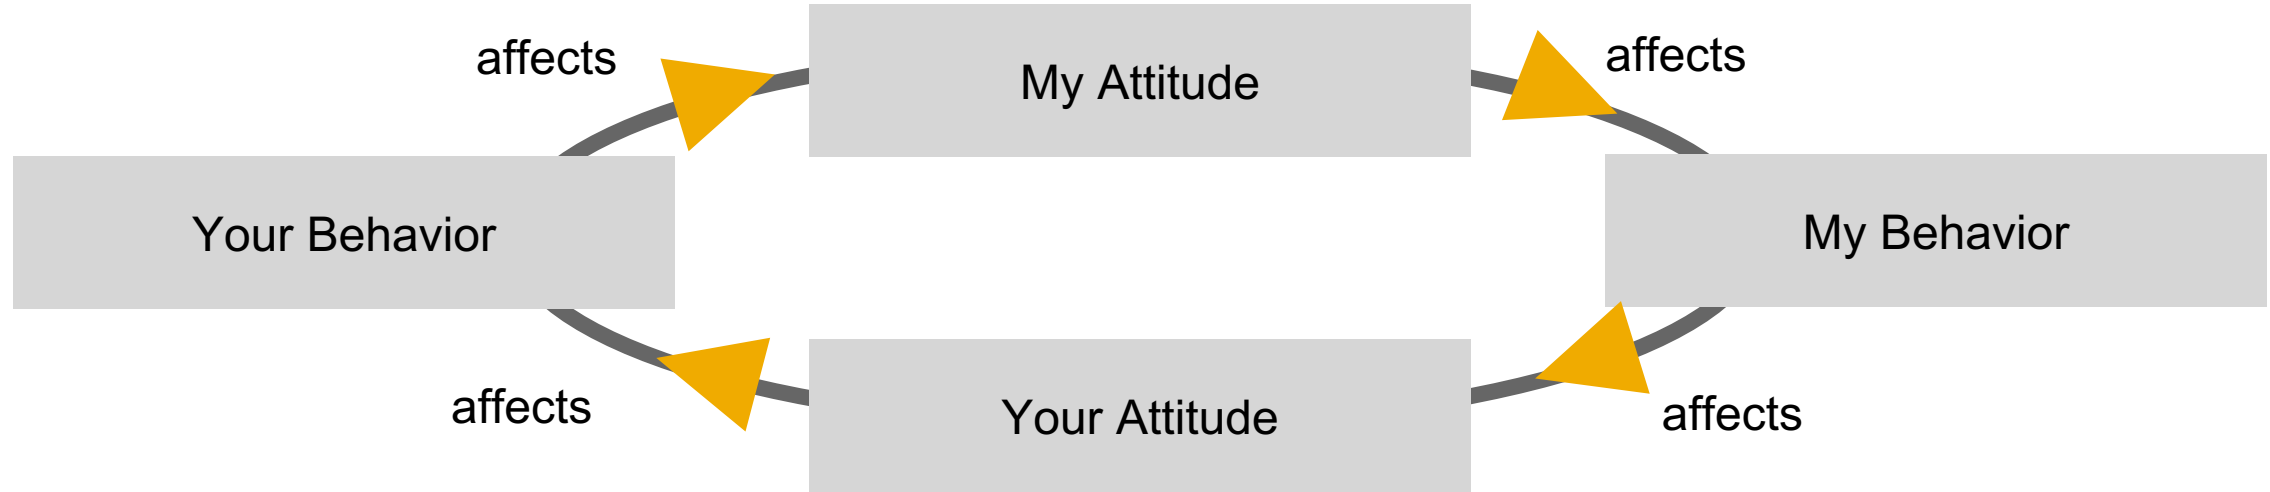 affects
My Attitude
affects
Your Behavior
My Behavior
affects
Your Attitude
affects